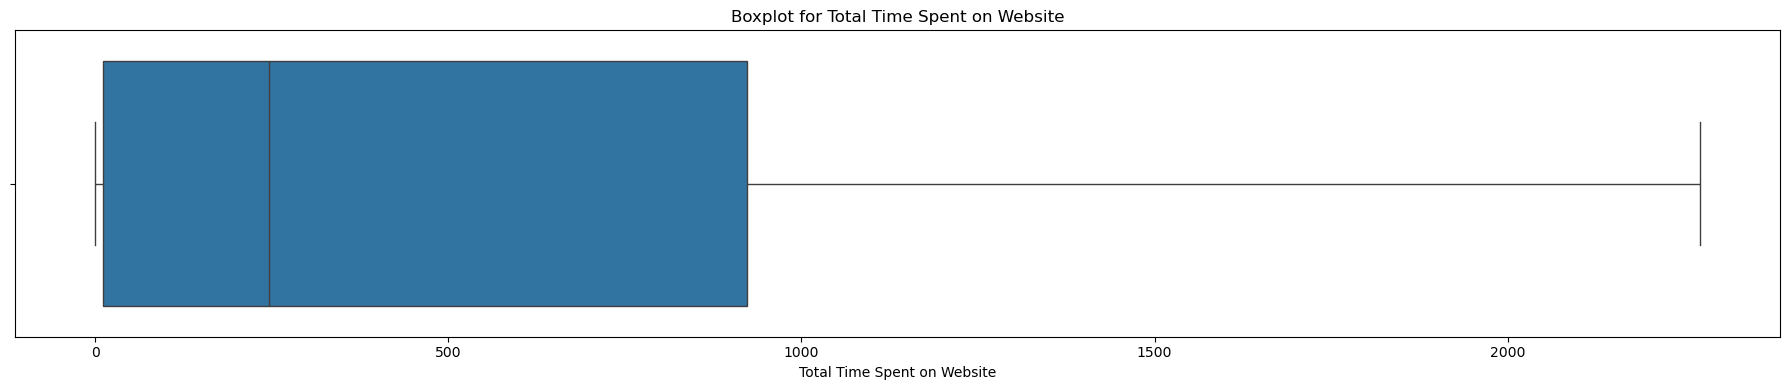 Boxplot for Total Time Spent on Website
0 500 1000 1500 2000
Total Time Spent on Website